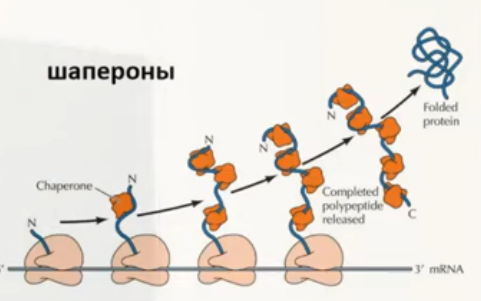 шапероны
Folded
protein
N
N
Chaperone
N
N
N
Completed
polypeptide
released
C
3' mRNA